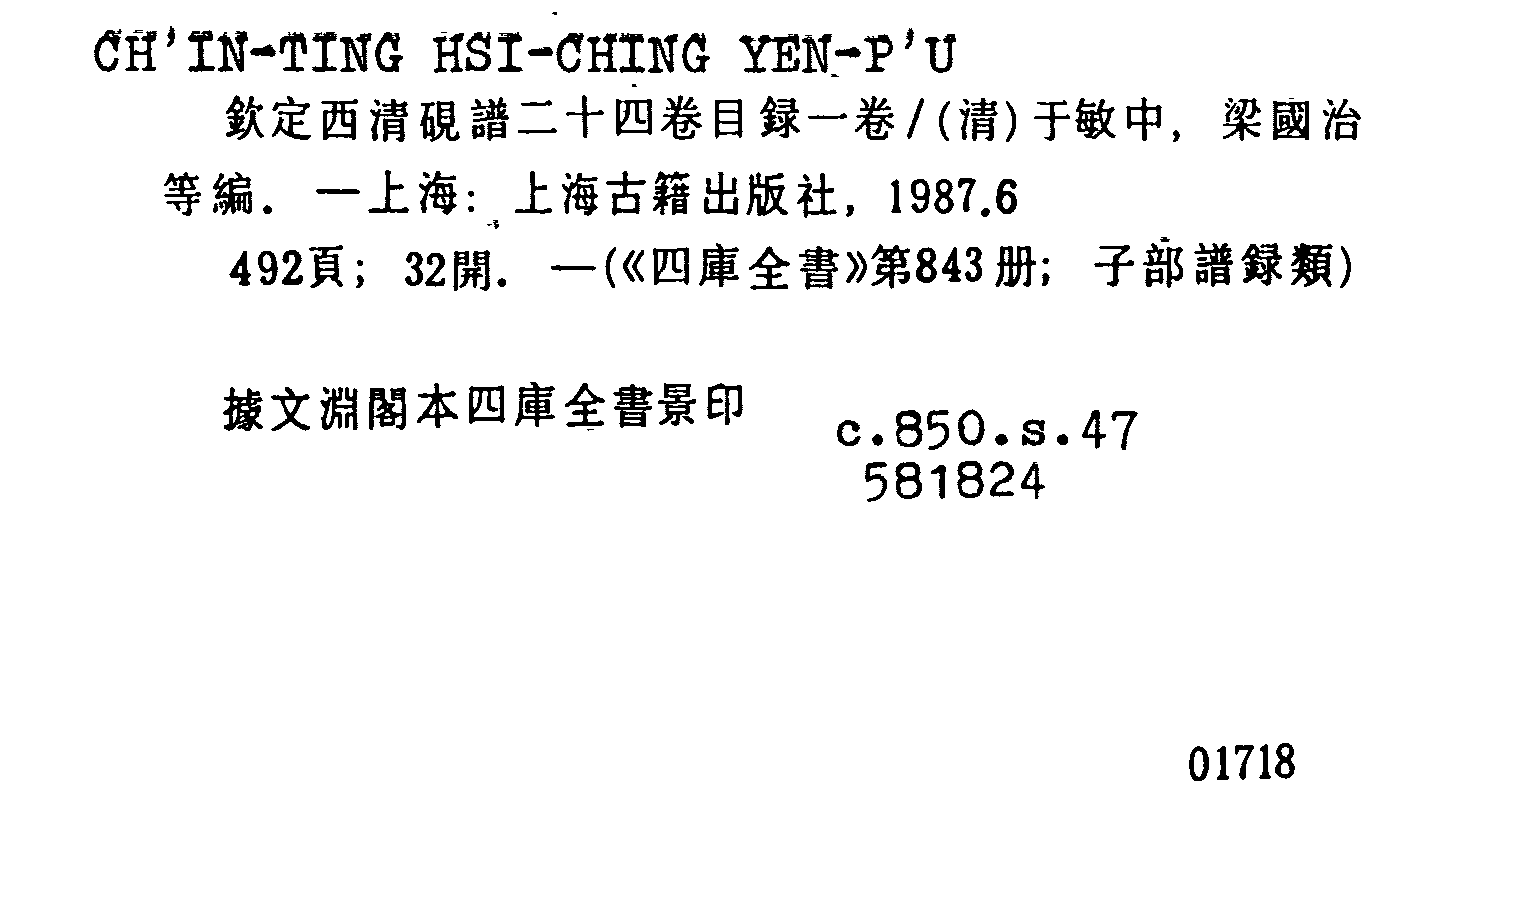 CH'IN-TING HSI-CHING YEN-P'U
欽定西清硯譜二十四卷目録一卷/(清)于敏中, 梁國治
等編. —上海: 上海古籍出版社, 1987.6
492頁; 32開. —(《四庫全書》第843册; 子部譜録類)
據文淵閣本四庫全書景印
c.850.s.47
581824
01718